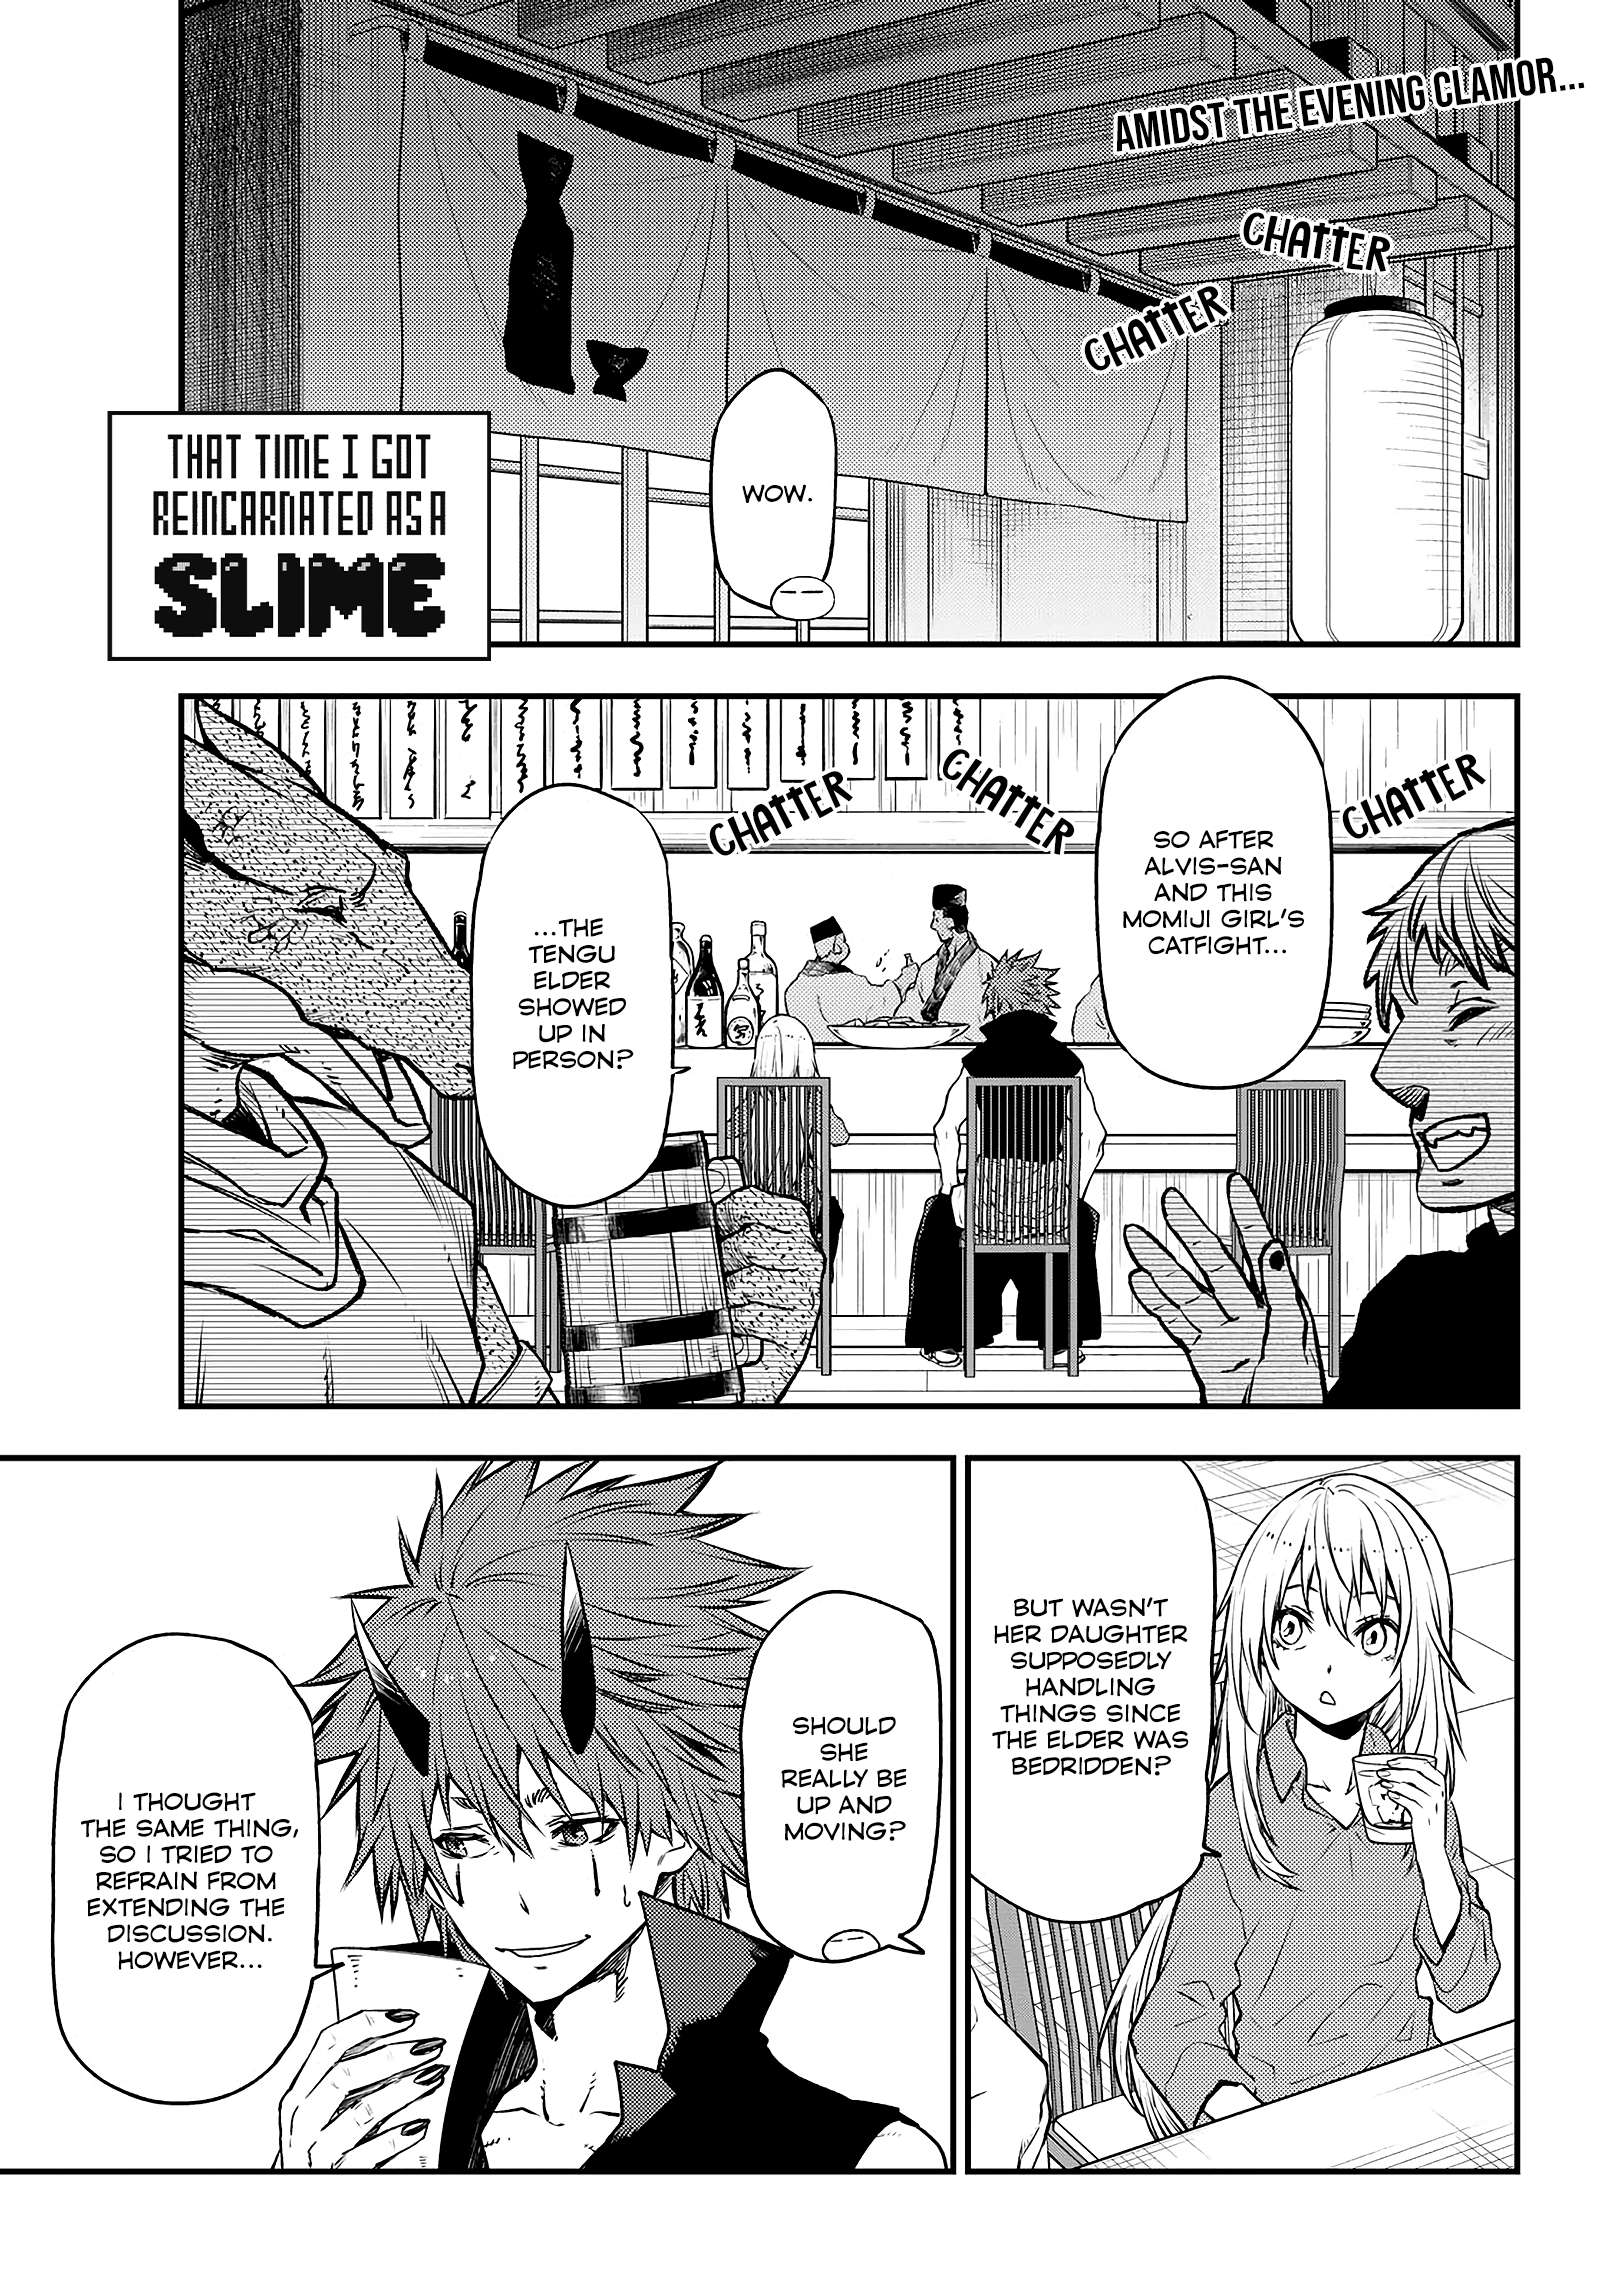 AMIDST THE EVENING CLAMOR...
CHATTER
CHATTER
WOW.
THAT TIME I GOT
REINCARNATED AS A
SLIME
SO AFTER
ALVIS-SAN
AND THIS
MOMIJI GIRL'S
CATFIGHT...
CHATTER
CHATTER
CHATTER
...THE
TENGU
ELDER
SHOWED
UP IN
PERSON?
BUT WASN'T
HER DAUGHTER
SUPPOSEDLY
HANDLING
THINGS SINCE
THE ELDER WAS
BEDRIDDEN?
SHOULD
SHE
REALLY BE
UP AND
MOVING?
I THOUGHT
THE SAME THING,
SO I TRIED TO
REFRAIN FROM
EXTENDING THE
DISCUSSION.
HOWEVER...